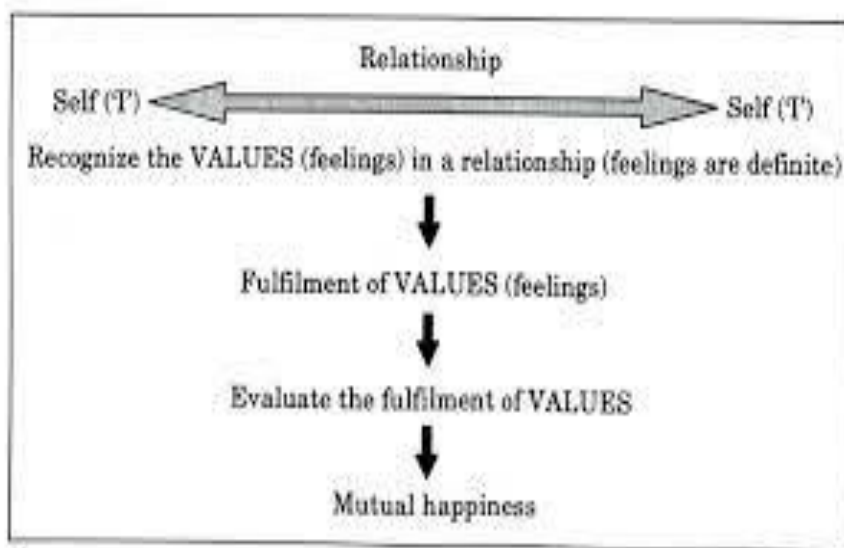 Relationship
Self ('I') Self ('I')
Recognize the VALUES (feelings) in a relationship (feelings are definite)
Fulfilment of VALUES (feelings)
Evaluate the fulfilment of VALUES
Mutual happiness